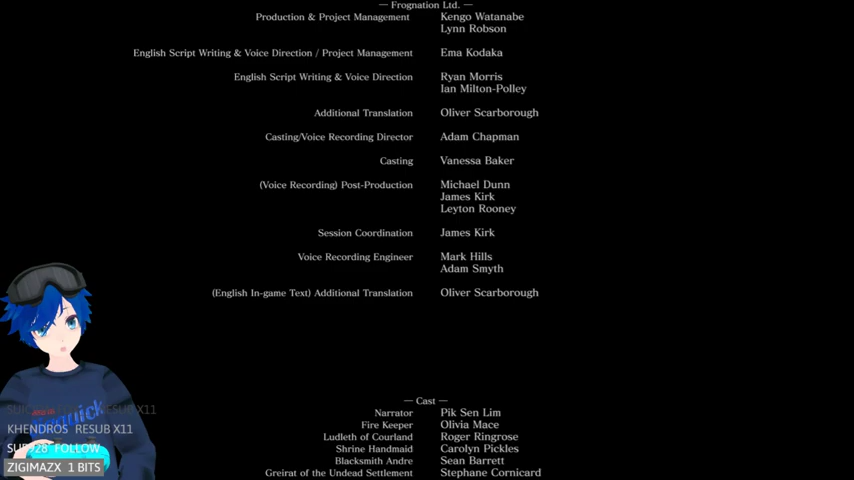 — Frognation Ltd. —
Production & Project Management Kengo Watanabe
Lynn Robson
English Script Writing & Voice Direction / Project Management Ema Kodaka
English Script Writing & Voice Direction Ryan Morris
Ian Milton-Polley
Additional Translation Oliver Scarborough
Casting/Voice Recording Director Adam Chapman
Casting Vanessa Baker
(Voice Recording) Post-Production Michael Dunn
James Kirk
Leyton Rooney
Session Coordination James Kirk
Voice Recording Engineer Mark Hills
Adam Smyth
(English In-game Text) Additional Translation Oliver Scarborough
— Cast —
Narrator Pik Sen Lim
Fire Keeper Olivia Mace
Ludleth of Courland Roger Ringrose
Shrine Handmaid Carolyn Pickles
Blacksmith Andre Sean Barrett
Greirat of the Undead Settlement Stephane Cornicard
RESUB X11
KHENDROS RESUB X11
FOLLOW
ZIGIMAZX 1 BITS